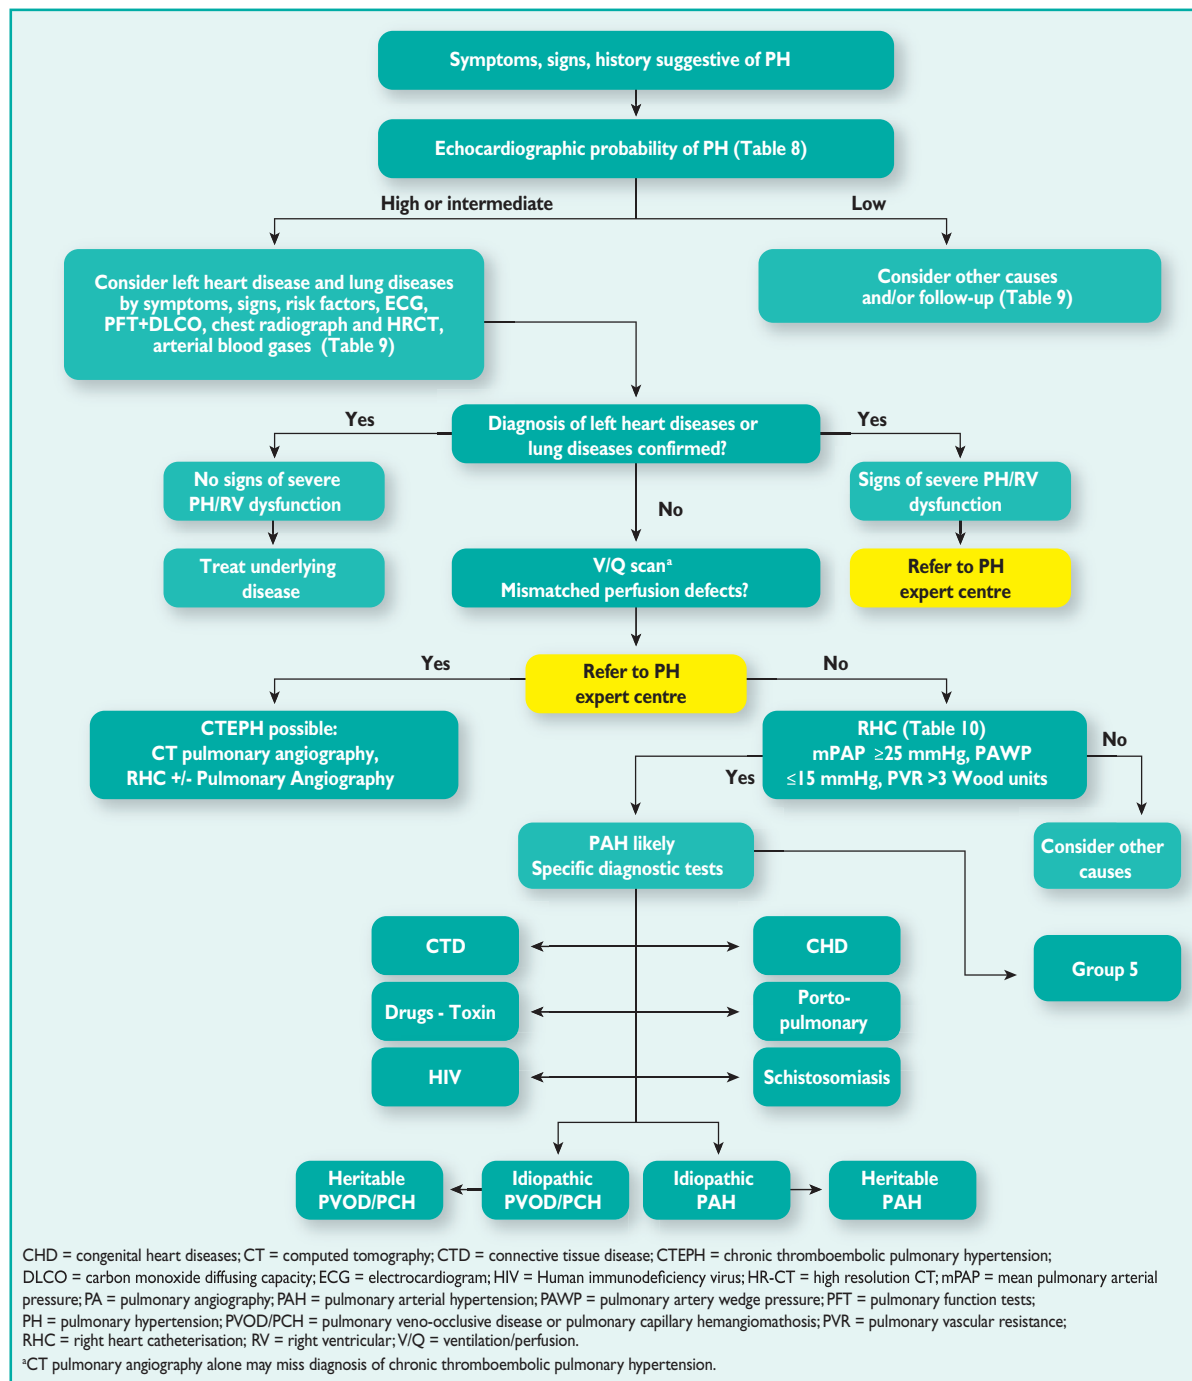 Symptoms, signs, history suggestive of PH
Echocardiographic probability of PH (Table 8)
High or intermediate
Low
Consider left heart disease and lung diseases
by symptoms, signs, risk factors, ECG,
PFT+DLCO, chest radiograph and HRCT,
arterial blood gases (Table 9)
Consider other causes
and/or follow-up (Table 9)
Yes
Diagnosis of left heart diseases or
lung diseases confirmed?
Yes
No signs of severe
PH/RV dysfunction
Signs of severe PH/RV
dysfunction
No
Treat underlying
disease
V/Q scanᵃ
Mismatched perfusion defects?
Refer to PH
expert centre
Yes
Refer to PH
expert centre
No
CTEPH possible:
CT pulmonary angiography,
RHC +/- Pulmonary Angiography
RHC (Table 10)
mPAP ≥25 mmHg, PAWP
≤15 mmHg, PVR >3 Wood units
No
Yes
PAH likely
Specific diagnostic tests
Consider other
causes
CTD
CHD
Group 5
Drugs - Toxin
Porto-
pulmonary
HIV
Schistosomiasis
Heritable
PVOD/PCH
Idiopathic
PVOD/PCH
Idiopathic
PAH
Heritable
PAH
CHD = congenital heart diseases; CT = computed tomography; CTD = connective tissue disease; CTEPH = chronic thromboembolic pulmonary hypertension;
DLCO = carbon monoxide diffusing capacity; ECG = electrocardiogram; HIV = Human immunodeficiency virus; HR-CT = high resolution CT; mPAP = mean pulmonary arterial
pressure; PA = pulmonary angiography; PAH = pulmonary arterial hypertension; PAWP = pulmonary artery wedge pressure; PFT = pulmonary function tests;
PH = pulmonary hypertension; PVOD/PCH = pulmonary veno-occlusive disease or pulmonary capillary hemangiomathosis; PVR = pulmonary vascular resistance;
RHC = right heart catheterisation; RV = right ventricular; V/Q = ventilation/perfusion.
ᵃCT pulmonary angiography alone may miss diagnosis of chronic thromboembolic pulmonary hypertension.